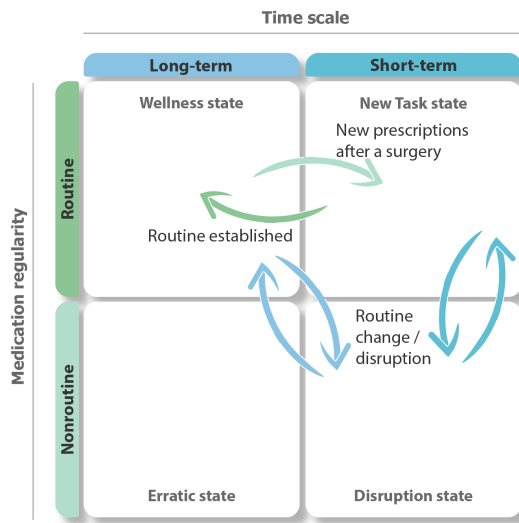 Time scale
Long-term
Short-term
Medication regularity
Routine
Wellness state
New Task state
New prescriptions
after a surgery
Routine established
Nonroutine
Routine
change /
disruption
Erratic state
Disruption state